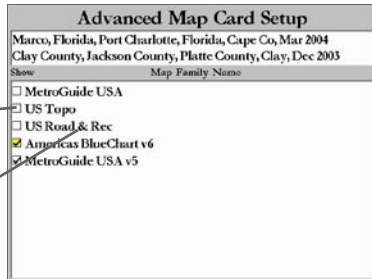 Advanced Map Card Setup
Marco, Florida, Port Charlotte, Florida, Cape Co, Mar 2004
Clay County, Jackson County, Platte County, Clay, Dec 2003
Show Map Family Name
MetroGuide USA
US Topo
US Road & Rec
Americas BlueChart v6
MetroGuide USA v5